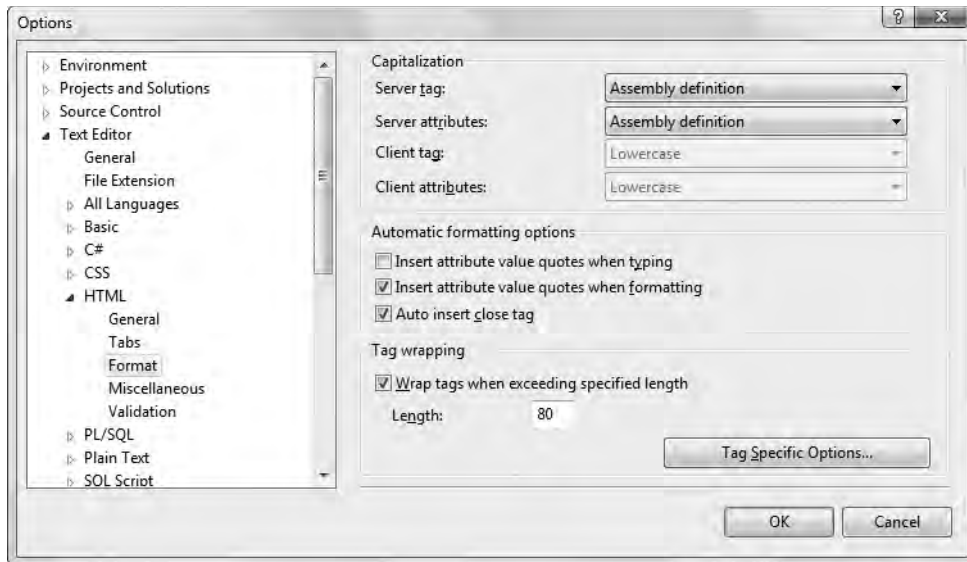 Options
Environment
Projects and Solutions
Source Control
Text Editor
General
File Extension
All Languages
Basic
C#
CSS
HTML
General
Tabs
Format
Miscellaneous
Validation
PL/SQL
Plain Text
SQL Script
Capitalization
Server tag: Assembly definition
Server attributes: Assembly definition
Client tag: Lowercase
Client attributes: Lowercase
Automatic formatting options
Insert attribute value quotes when typing
Insert attribute value quotes when formatting
Auto insert close tag
Tag wrapping
Wrap tags when exceeding specified length
Length: 80
Tag Specific Options...
OK Cancel